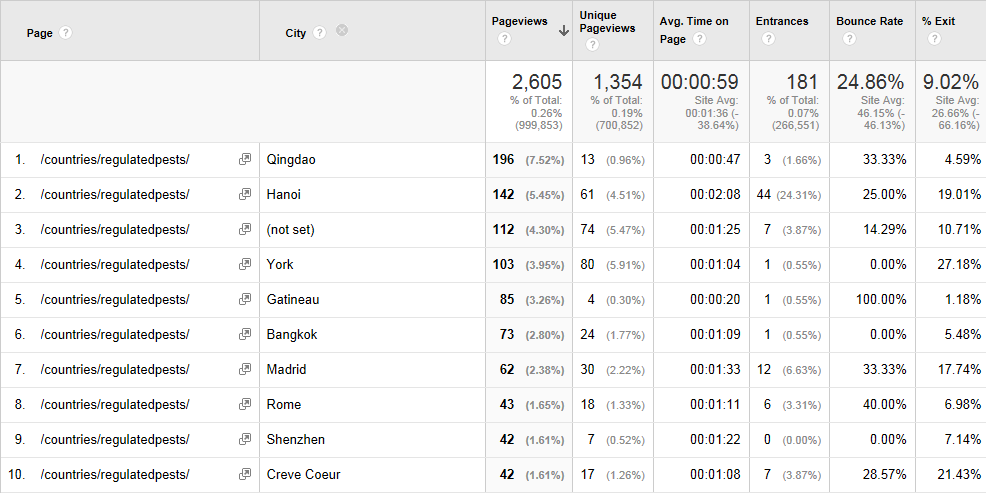 Page ? City ? Pageviews ? Unique Pageviews ? Avg. Time on Page ? Entrances ? Bounce Rate ? % Exit ?
2,605 1,354 00:00:59 181 24.86% 9.02%
% of Total: % of Total: Site Avg: % of Total: Site Avg: Site Avg:
0.26% 0.19% 00:01:36 (- 0.07% 46.15% (- 26.66% (-
(999,853) (700,852) 38.64%) (266,551) 46.13%) 66.16%)
1. /countries/regulatedpests/ Qingdao 196 (7.52%) 13 (0.96%) 00:00:47 3 (1.66%) 33.33% 4.59%
2. /countries/regulatedpests/ Hanoi 142 (5.45%) 61 (4.51%) 00:02:08 44 (24.31%) 25.00% 19.01%
3. /countries/regulatedpests/ (not set) 112 (4.30%) 74 (5.47%) 00:01:25 7 (3.87%) 14.29% 10.71%
4. /countries/regulatedpests/ York 103 (3.95%) 80 (5.91%) 00:01:04 1 (0.55%) 0.00% 27.18%
5. /countries/regulatedpests/ Gatineau 85 (3.26%) 4 (0.30%) 00:00:20 1 (0.55%) 100.00% 1.18%
6. /countries/regulatedpests/ Bangkok 73 (2.80%) 24 (1.77%) 00:01:09 1 (0.55%) 0.00% 5.48%
7. /countries/regulatedpests/ Madrid 62 (2.38%) 30 (2.22%) 00:01:33 12 (6.63%) 33.33% 17.74%
8. /countries/regulatedpests/ Rome 43 (1.65%) 18 (1.33%) 00:01:11 6 (3.31%) 40.00% 6.98%
9. /countries/regulatedpests/ Shenzhen 42 (1.61%) 7 (0.52%) 00:01:22 0 (0.00%) 0.00% 7.14%
10. /countries/regulatedpests/ Creve Coeur 42 (1.61%) 17 (1.26%) 00:01:08 7 (3.87%) 28.57% 21.43%